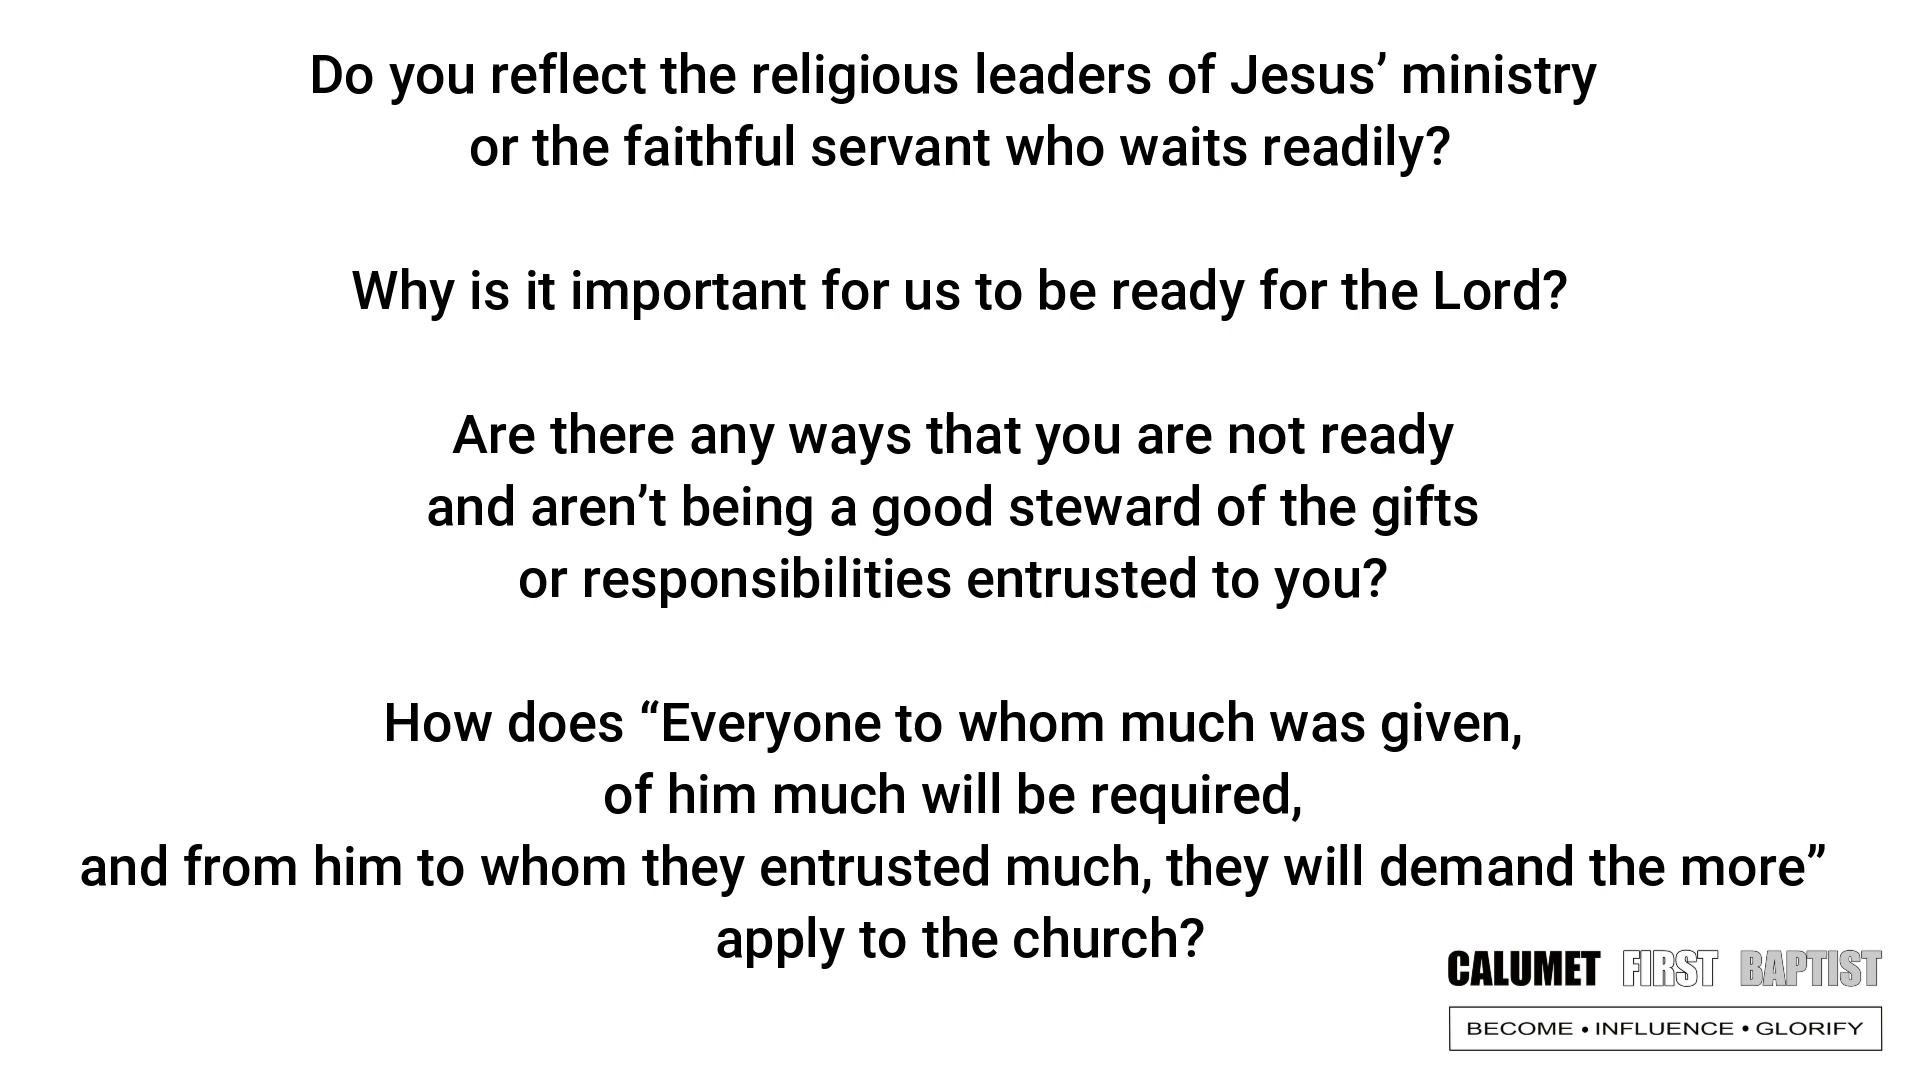 Do you reflect the religious leaders of Jesus’ ministry
or the faithful servant who waits readily?
Why is it important for us to be ready for the Lord?
Are there any ways that you are not ready
and aren’t being a good steward of the gifts
or responsibilities entrusted to you?
How does “Everyone to whom much was given,
of him much will be required,
and from him to whom they entrusted much, they will demand the more”
apply to the church?
CALUMET FIRST BAPTIST
BECOME • INFLUENCE • GLORIFY